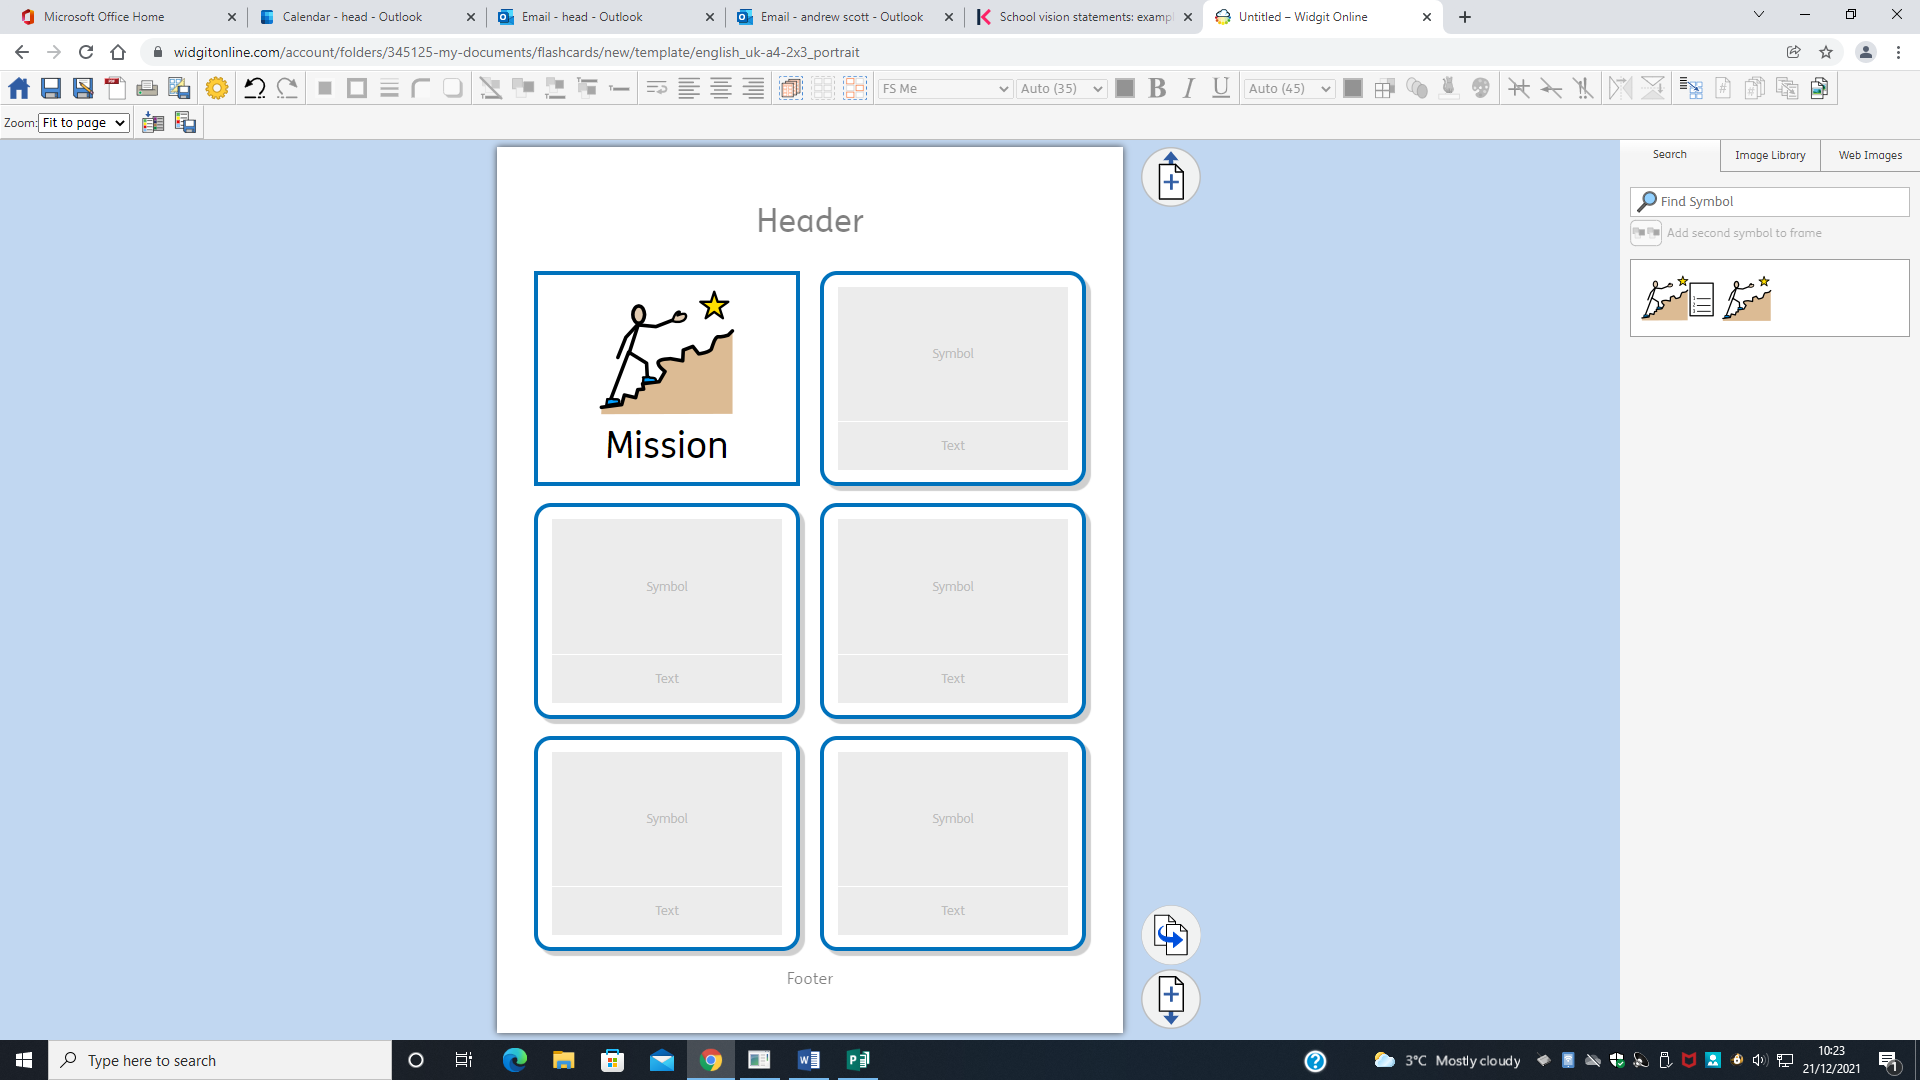 Microsoft Office Home
Calendar - head - Outlook
Email - head - Outlook
Email - andrew scott - Outlook
School vision statements: examp
Untitled – Widgit Online
widgitonline.com/account/folders/345125-my-documents/flashcards/new/template/english_uk-a4-2x3_portrait
FS Me
Auto (35)
B
I
U
Auto (45)
Zoom:
Fit to page
Search
Image Library
Web Images
Find Symbol
Add second symbol to frame
Header
Mission
Symbol
Text
Symbol
Text
Symbol
Text
Symbol
Text
Symbol
Text
Footer
Type here to search
3°C Mostly cloudy
10:23
21/12/2021
1